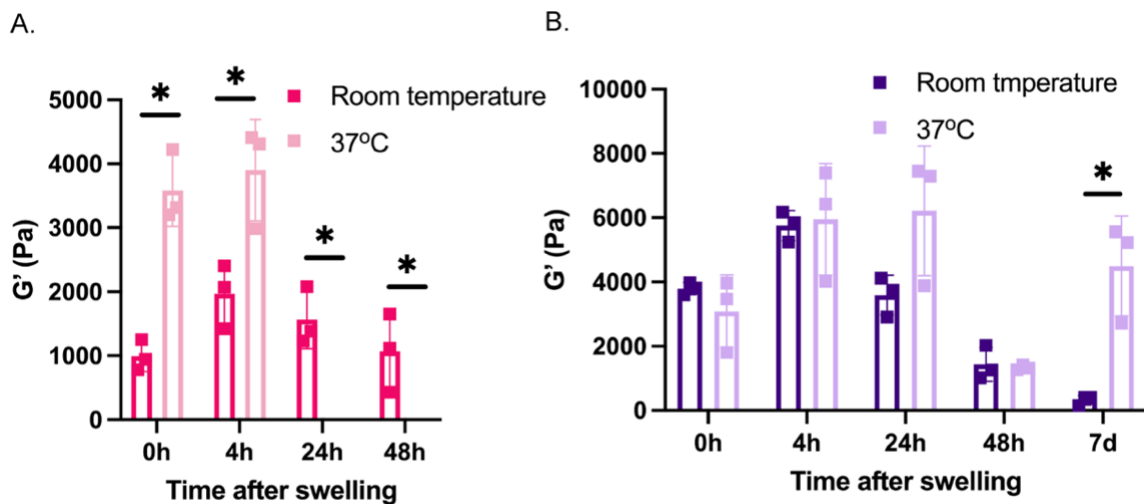 A.
✱
✱
Room temperature
37ºC
✱
✱
5000
4000
3000
2000
1000
0
G' (Pa)
0h
4h
24h
48h
Time after swelling
B.
Room tmperature
37ºC
✱
10000
8000
6000
4000
2000
0
G' (Pa)
0h
4h
24h
48h
7d
Time after swelling